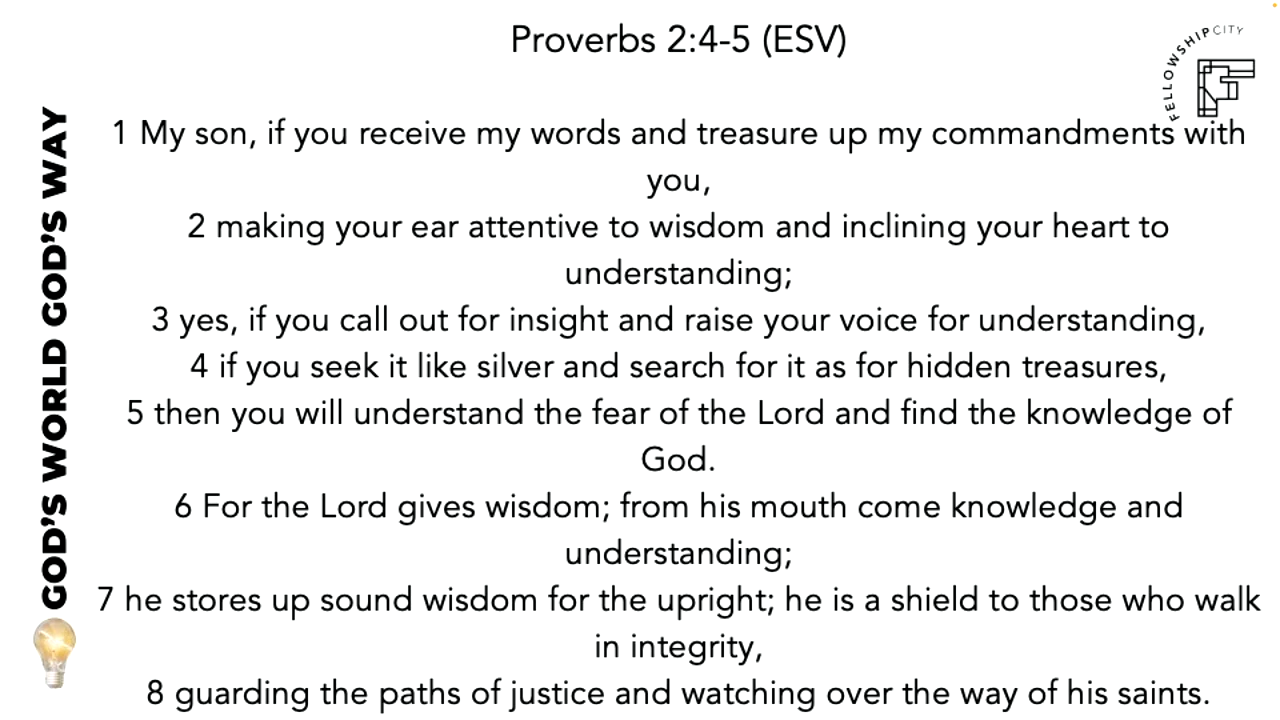 Proverbs 2:4-5 (ESV)
FELLOWSHIPCITY
GOD'S WORLD GOD'S WAY
1 My son, if you receive my words and treasure up my commandments with
you,
2 making your ear attentive to wisdom and inclining your heart to
understanding;
3 yes, if you call out for insight and raise your voice for understanding,
4 if you seek it like silver and search for it as for hidden treasures,
5 then you will understand the fear of the Lord and find the knowledge of
God.
6 For the Lord gives wisdom; from his mouth come knowledge and
understanding;
7 he stores up sound wisdom for the upright; he is a shield to those who walk
in integrity,
8 guarding the paths of justice and watching over the way of his saints.